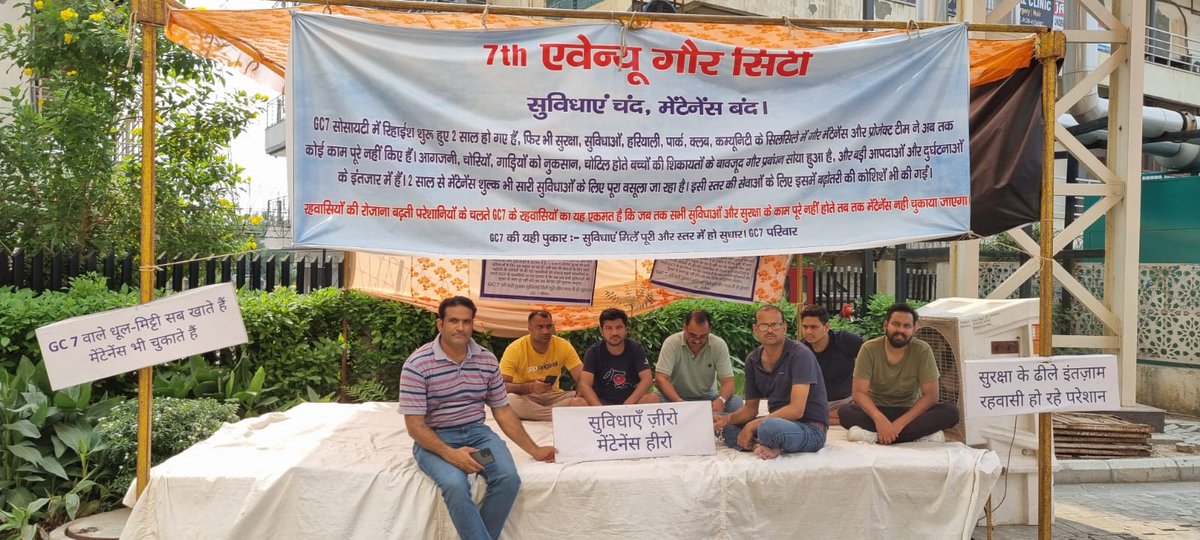 7th एवेन्यू गौर सिटी
सुविधाएं चंद, मेंटेनेंस बंद।
GC7 सोसायटी में रिहाईश शुरू हुए 2 साल हो गए हैं, फिर भी सुरक्षा, सुविधाओं, हरियाली, पार्क, क्लब, कम्यूनिटी के सिलसिले में गौर मेंटेनेंस और प्रोजेक्ट टीम ने अब तक
कोई काम पूरे नहीं किए हैं। आगजनी, चोरियों, गाड़ियों को नुकसान, चोटिल होते बच्चों की शिकायतों के बावजूद गौर प्रबंधन सोया हुआ है, और बड़ी आपदाओं और दुर्घटनाओं
के इंतजार में हैं। 2 साल से मेंटेनेंस शुल्क भी सारी सुविधाओं के लिए पूरा वसूला जा रहा है। इसी स्तर की सेवाओं के लिए इसमें बढ़ोतरी की कोशिशें भी की गईं।
रहवासियों की रोजाना बढ़ती परेशानियों के चलते GC7 के रहवासियों का यह एकमत है कि जब तक सभी सुविधाओं और सुरक्षा के काम पूरे नहीं होते तब तक मेंटेनेंस नही चुकाया जाएगा।
GC7 की यही पुकार :- सुविधाएं मिलें पूरी और स्तर में हो सुधार। GC7 परिवार
GC 7 वाले धूल-मिट्टी सब खाते हैं
मेंटेनेंस भी चुकाते हैं
सुविधाएँ ज़ीरो
मेंटेनेंस हीरो
सुरक्षा के ढीले इंतज़ाम
रहवासी हो रहे परेशान